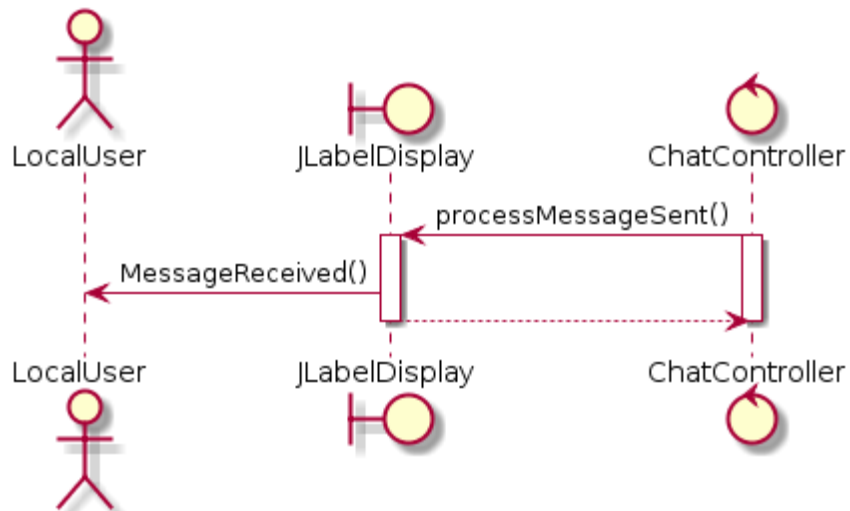 LocalUser
JLabelDisplay
ChatController
processMessageSent()
MessageReceived()
LocalUser
JLabelDisplay
ChatController